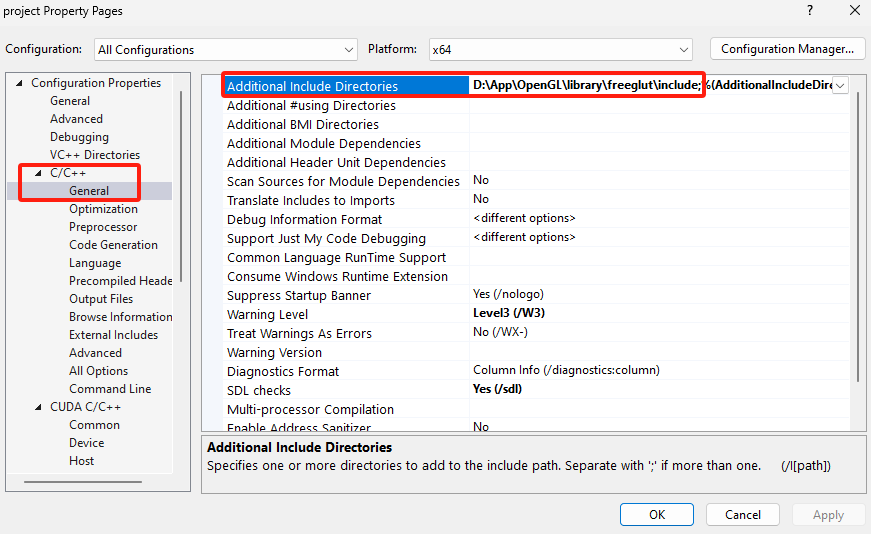 project Property Pages
Configuration: All Configurations Platform: x64 Configuration Manager...
Configuration Properties
General
Advanced
Debugging
VC++ Directories
C/C++
General
Optimization
Preprocessor
Code Generation
Language
Precompiled Heade
Output Files
Browse Information
External Includes
Advanced
All Options
Command Line
CUDA C/C++
Common
Device
Host
Additional Include Directories D:\App\OpenGL\library\freeglut\include;%(AdditionalIncludeDire
Additional #using Directories
Additional BMI Directories
Additional Module Dependencies
Additional Header Unit Dependencies
Scan Sources for Module Dependencies No
Translate Includes to Imports No
Debug Information Format <different options>
Support Just My Code Debugging <different options>
Common Language RunTime Support
Consume Windows Runtime Extension
Suppress Startup Banner Yes (/nologo)
Warning Level Level3 (/W3)
Treat Warnings As Errors No (/WX-)
Warning Version
Diagnostics Format Column Info (/diagnostics:column)
SDL checks Yes (/sdl)
Multi-processor Compilation
Enable Address Sanitizer No
Additional Include Directories
Specifies one or more directories to add to the include path. Separate with ';' if more than one. (/I[path])
OK Cancel Apply